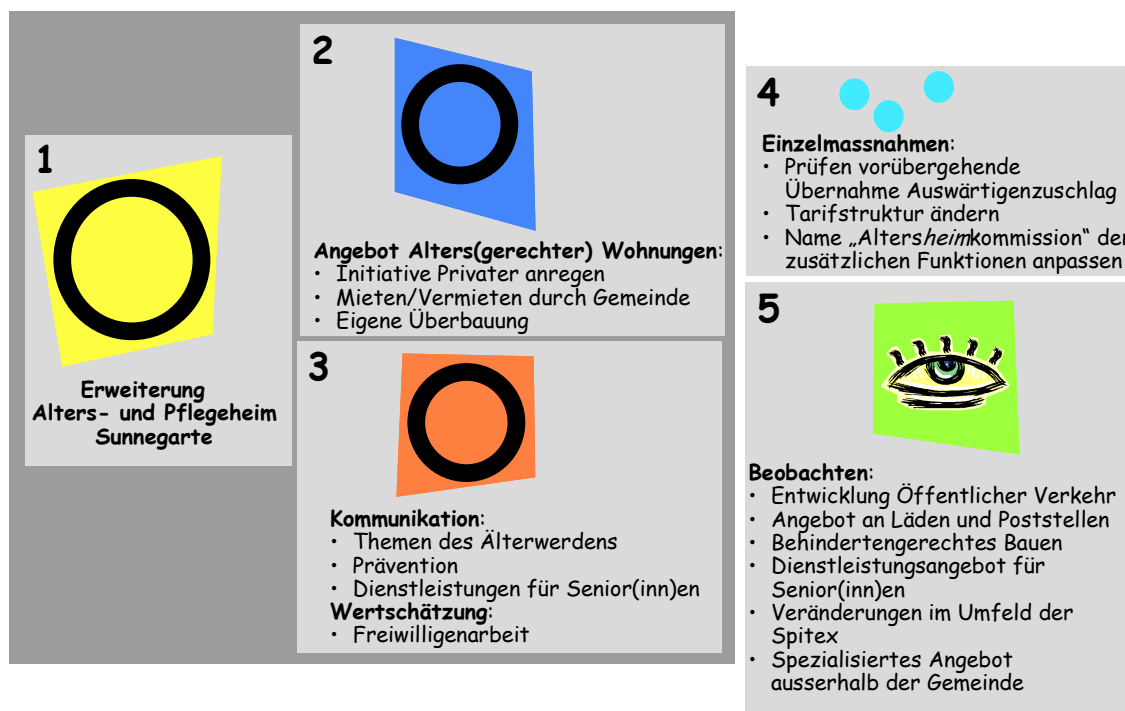 1
Erweiterung
Alters- und Pflegeheim
Sunnegarte
2
Angebot Alters(gerechter) Wohnungen:
• Initiative Privater anregen
• Mieten/Vermieten durch Gemeinde
• Eigene Überbauung
3
Kommunikation:
• Themen des Älterwerdens
• Prävention
• Dienstleistungen für Senior(inn)en
Wertschätzung:
• Freiwilligenarbeit
4
Einzelmassnahmen:
• Prüfen vorübergehende
Übernahme Auswärtigenzuschlag
• Tarifstruktur ändern
• Name „Altersheimkommission“
zusätzlichen Funktionen anpassen
5
Beobachten:
• Entwicklung Öffentlicher Verkehr
• Angebot an Läden und Poststellen
• Behindertengerechtes Bauen
• Dienstleistungsangebot für
Senior(inn)en
• Veränderungen im Umfeld der
Spitex
• Spezialisiertes Angebot
ausserhalb der Gemeinde